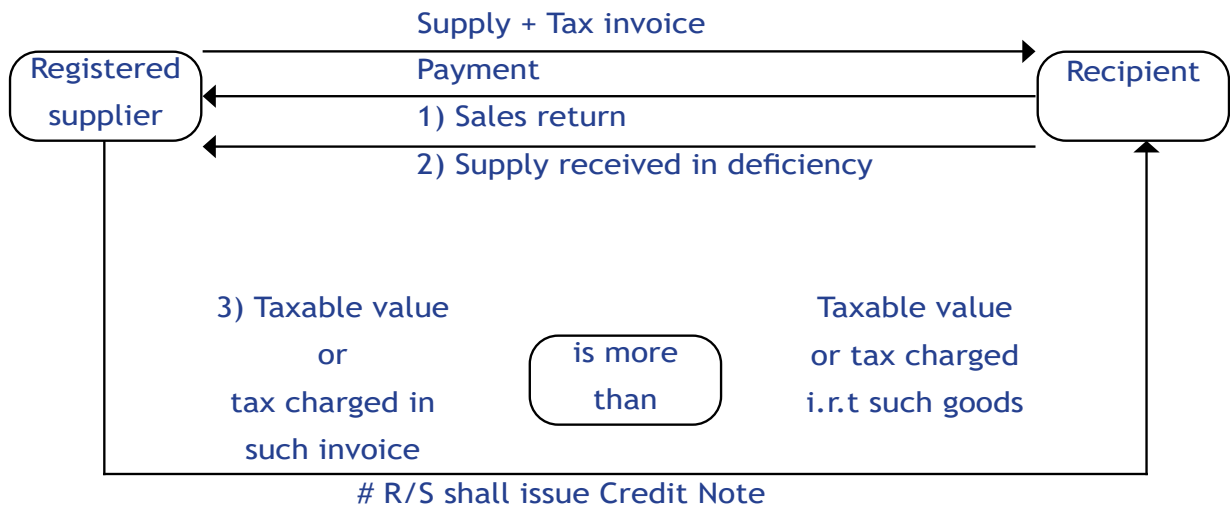 Supply + Tax invoice
Registered
supplier
Payment
Recipient
1) Sales return
2) Supply received in deficiency
3) Taxable value
or
tax charged in
such invoice
is more
than
Taxable value
or tax charged
i.r.t such goods
# R/S shall issue Credit Note